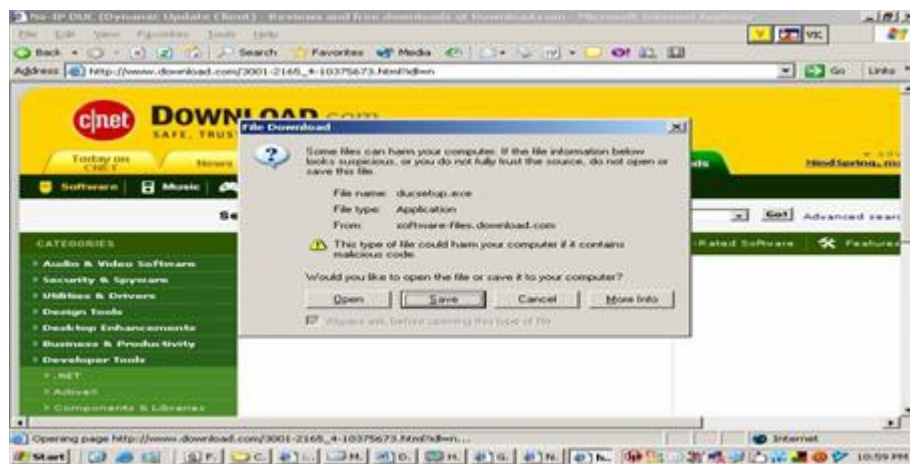 No-IP DUC (Dynamic Update Client) - Reviews and free downloads at Download.com - Microsoft Internet
File Edit View Favorites Tools Help
Back Search Favorites Media
Address http://www.download.com/3001-2165_4-10375673.html Go Links
c|net DOWNLOAD.com
SAFE, TRUS
File Download
Some files can harm your computer. If the file information below
looks suspicious, or you do not fully trust the source, do not open or
save this file.
File name: ducsetup.exe
File type: Application
From: software-files.download.com
This type of file could harm your computer if it contains
malicious code.
Would you like to open the file or save it to your computer?
Open Save Cancel More Info
Always ask before opening this type of file
Today on
CNET
News
MindSpring
Software Music
Se
Go! Advanced sear
CATEGORIES
Audio & Video Software
Security & Spyware
Utilities & Drivers
Design Tools
Desktop Enhancements
Business & Productivity
Developer Tools
.NET
ActiveX
Components & Libraries
-Rated Software Features
Opening page http://www.download.com/3001-2165_4-10375673.html
Internet
Start
10:59 PM